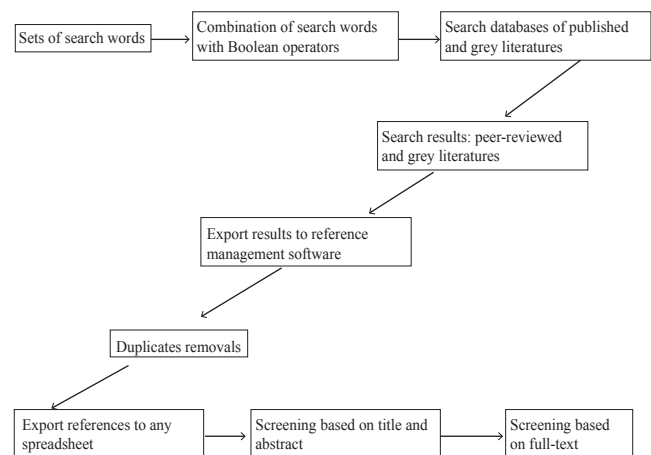 Sets of search words
Combination of search words
with Boolean operators
Search databases of published
and grey literatures
Search results: peer-reviewed
and grey literatures
Export results to reference
management software
Duplicates removals
Export references to any
spreadsheet
Screening based on title and
abstract
Screening based
on full-text